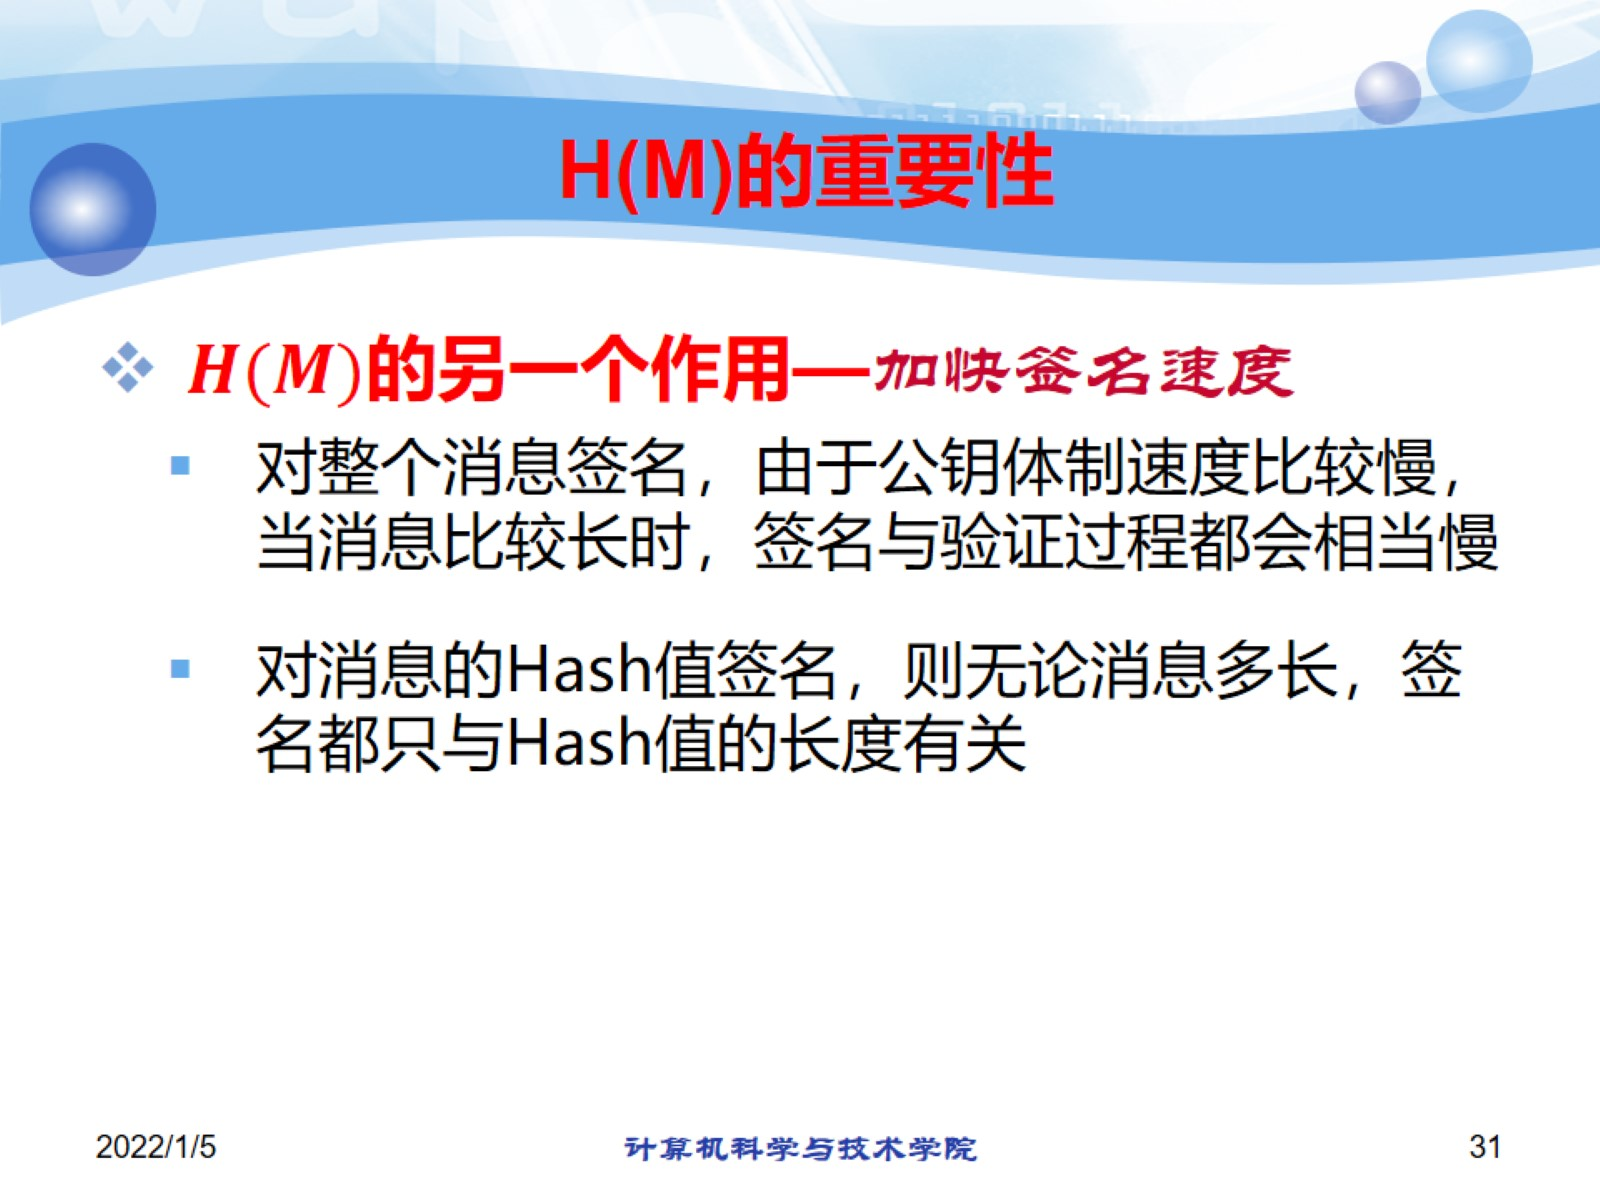 H(M)的重要性
H(M)的另一个作用—加快签名速度
对整个消息签名，由于公钥体制速度比较慢，
当消息比较长时，签名与验证过程都会相当慢
对消息的Hash值签名，则无论消息多长，签
名都只与Hash值的长度有关
2022/1/5
计算机科学与技术学院
31